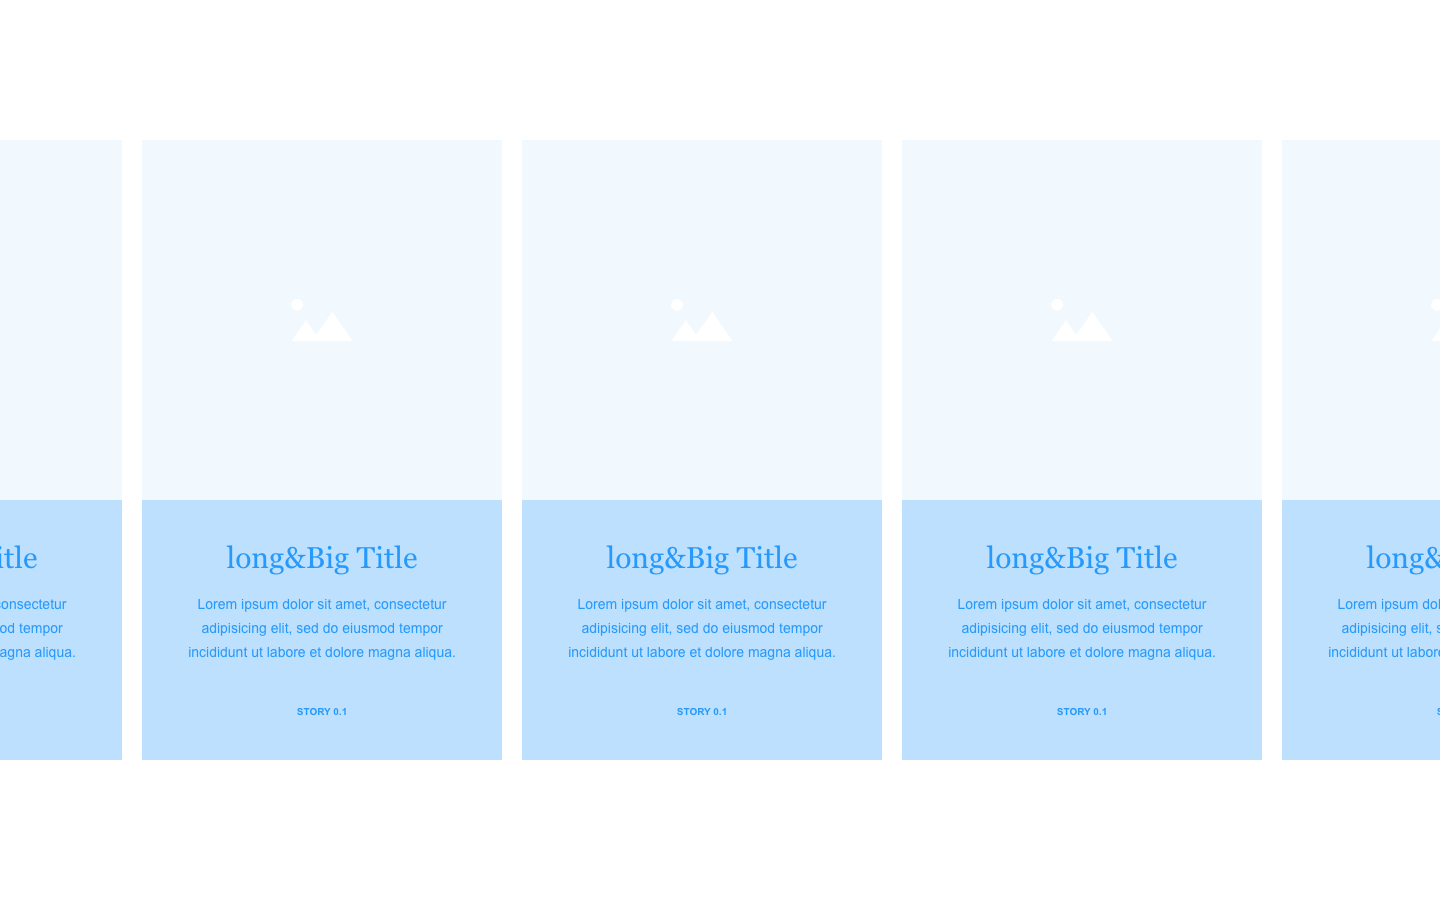 itle
onsectetur
od tempor
agna aliqua.
long&Big Title
Lorem ipsum dolor sit amet, consectetur
adipisicing elit, sed do eiusmod tempor
incididunt ut labore et dolore magna aliqua.
STORY 0.1
long&Big Title
Lorem ipsum dolor sit amet, consectetur
adipisicing elit, sed do eiusmod tempor
incididunt ut labore et dolore magna aliqua.
STORY 0.1
long&Big Title
Lorem ipsum dolor sit amet, consectetur
adipisicing elit, sed do eiusmod tempor
incididunt ut labore et dolore magna aliqua.
STORY 0.1
long&
Lorem ipsum dol
adipisicing elit, s
incididunt ut labor